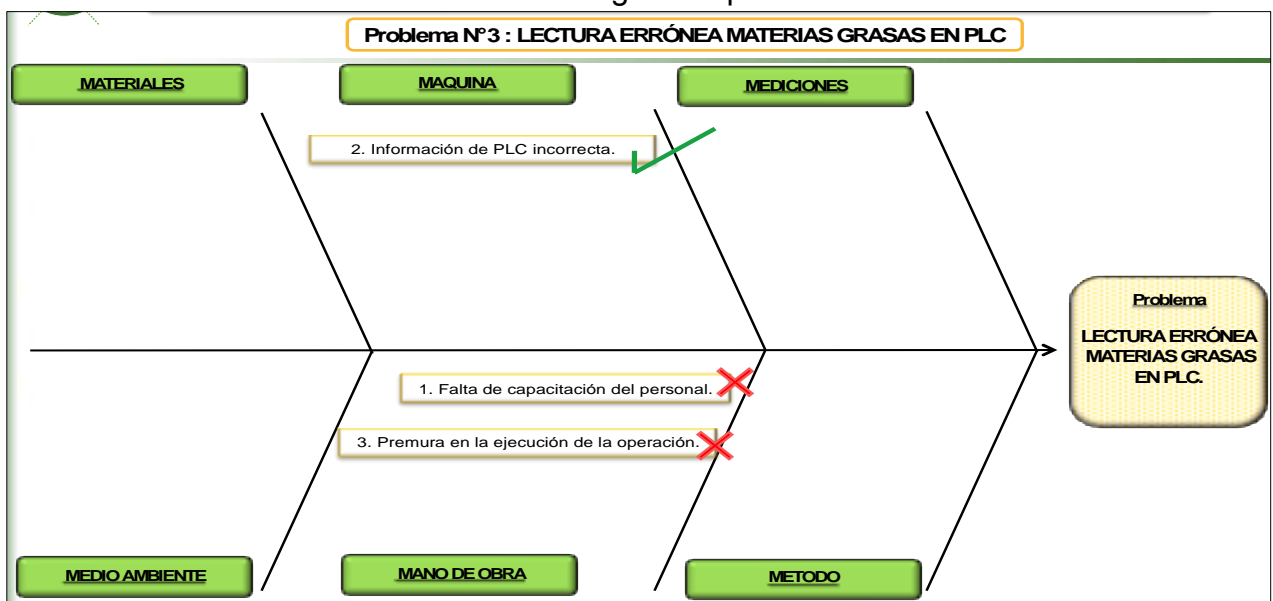 Problema N°3 : LECTURA ERRÓNEA MATERIAS GRASAS EN PLC
MATERIALES
MAQUINA
MEDICIONES
2. Información de PLC incorrecta.
Problema
LECTURA ERRÓNEA
MATERIAS GRASAS
EN PLC.
1. Falta de capacitación del personal.
3. Premura en la ejecución de la operación.
MEDIO AMBIENTE
MANO DE OBRA
METODO